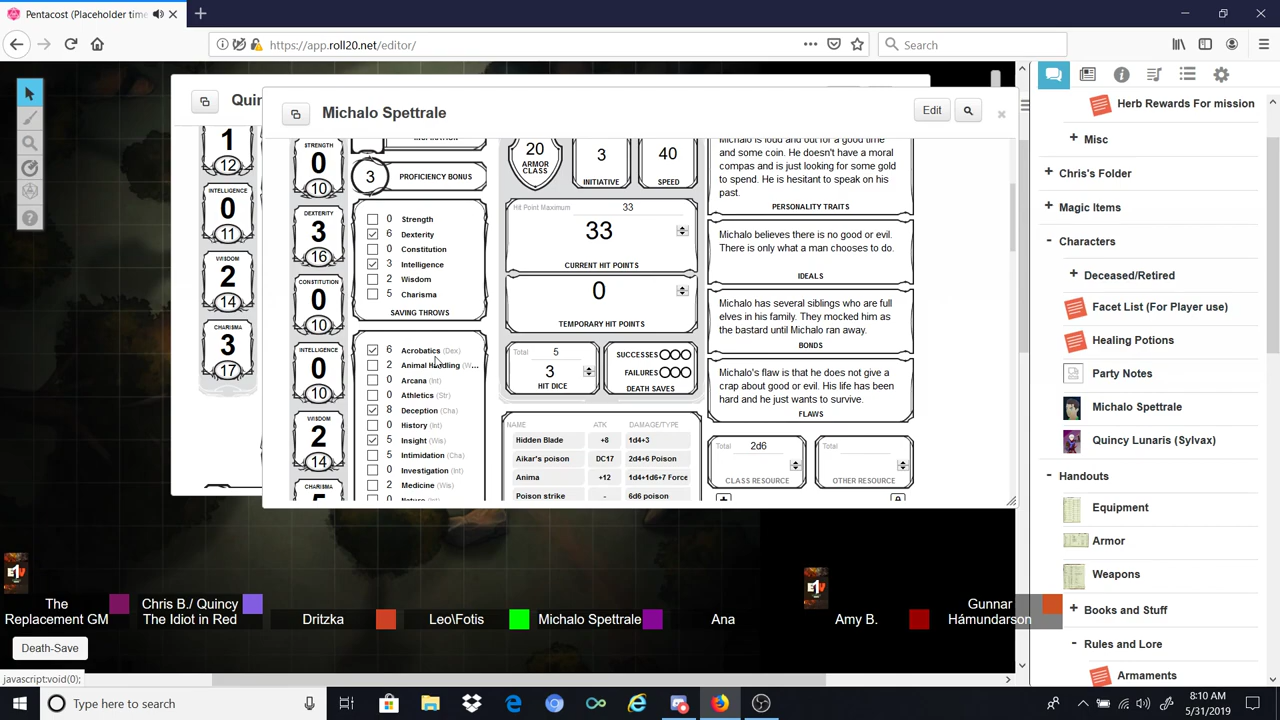 Pentacost (Placeholder time
https://app.roll20.net/editor/
Search
Quin
1
12
INTELLIGENCE
0
11
WISDOM
2
14
CHARISMA
3
17
Michalo Spettrale
Edit
STRENGTH
0
10
DEXTERITY
3
16
CONSTITUTION
0
10
INTELLIGENCE
0
10
WISDOM
2
14
CHARISMA
3
PROFICIENCY BONUS
0 Strength
6 Dexterity
0 Constitution
3 Intelligence
2 Wisdom
5 Charisma
SAVING THROWS
6 Acrobatics (Dex)
2 Animal Handling (W...
0 Arcana (Int)
0 Athletics (Str)
8 Deception (Cha)
0 History (Int)
5 Insight (Wis)
5 Intimidation (Cha)
0 Investigation (Int)
2 Medicine (Wis)
0 Nature (Int)
20
ARMOR
CLASS
3
INITIATIVE
40
SPEED
Hit Point Maximum 33
33
CURRENT HIT POINTS
0
TEMPORARY HIT POINTS
Total 5
3
HIT DICE
SUCCESSES
FAILURES
DEATH SAVES
NAME ATK DAMAGE/TYPE
Hidden Blade +8 1d4+3
Aikar's poison DC17 2d4+6 Poison
Anima +12 1d4+1d6+7 Force
Poison strike - 6d6 poison
Michalo is loud and out for a good time
and some coin. He doesn't have a moral
compas and is just looking for some gold
to spend. He is hesitant to speak on his
past.
PERSONALITY TRAITS
Michalo believes there is no good or evil.
There is only what a man chooses to do.
IDEALS
Michalo has several siblings who are full
elves in his family. They mocked him as
the bastard until Michalo ran away.
BONDS
Michalo's flaw is that he does not give a
crap about good or evil. His life has been
hard and he just wants to survive.
FLAWS
Total 2d6
CLASS RESOURCE
Total
OTHER RESOURCE
Herb Rewards For mission
Misc
Chris's Folder
Magic Items
Characters
Deceased/Retired
Facet List (For Player use)
Healing Potions
Party Notes
Michalo Spettrale
Quincy Lunaris (Sylvax)
Handouts
Equipment
Armor
Weapons
Books and Stuff
Rules and Lore
Armaments
The
Replacement GM
Chris B./ Quincy
The Idiot in Red
Dritzka
Leo\Fotis
Michalo Spettrale
Ana
Amy B.
Gunnar
Hámundarson
Death-Save
javascript:void(0);
Type here to search
8:10 AM
5/31/2019